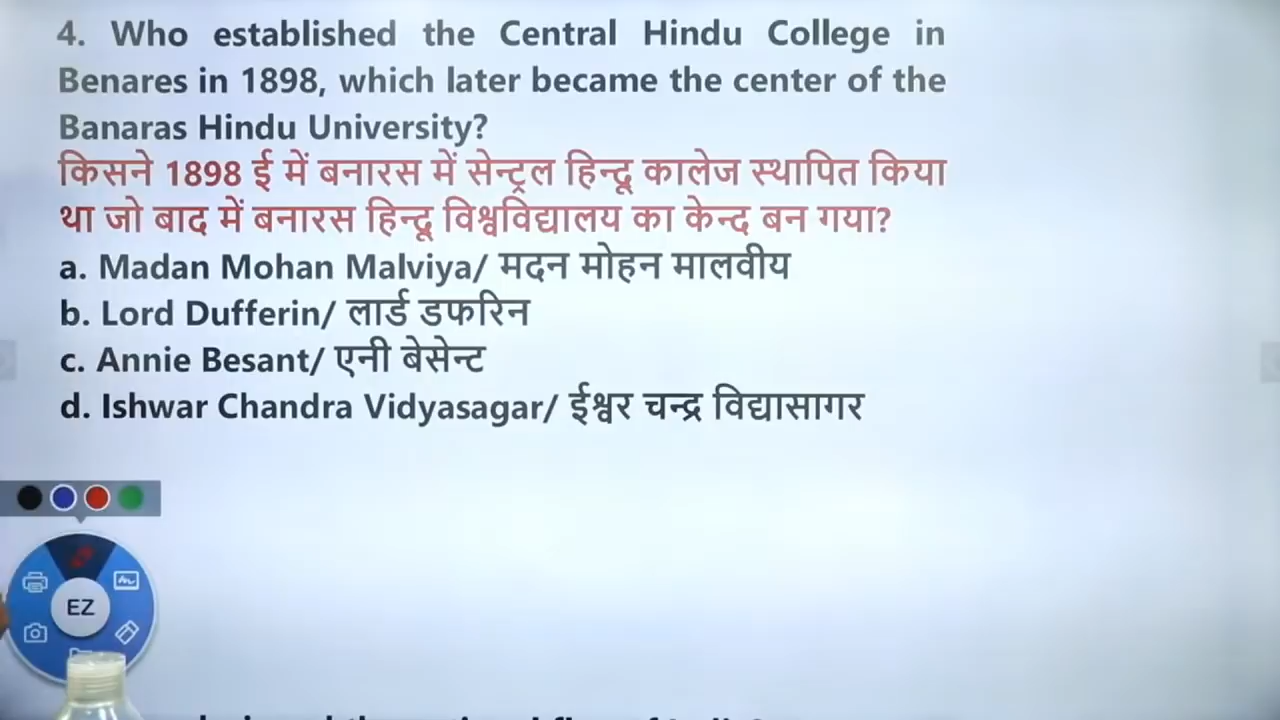 4. Who established the Central Hindu College in
Benares in 1898, which later became the center of the
Banaras Hindu University?
किसने 1898 ई में बनारस में सेन्ट्रल हिन्दू कालेज स्थापित किया
था जो बाद में बनारस हिन्दू विश्वविद्यालय का केन्द बन गया?
a. Madan Mohan Malviya/ मदन मोहन मालवीय
b. Lord Dufferin/ लार्ड डफरिन
c. Annie Besant/ एनी बेसेन्ट
d. Ishwar Chandra Vidyasagar/ ईश्वर चन्द्र विद्यासागर
EZ